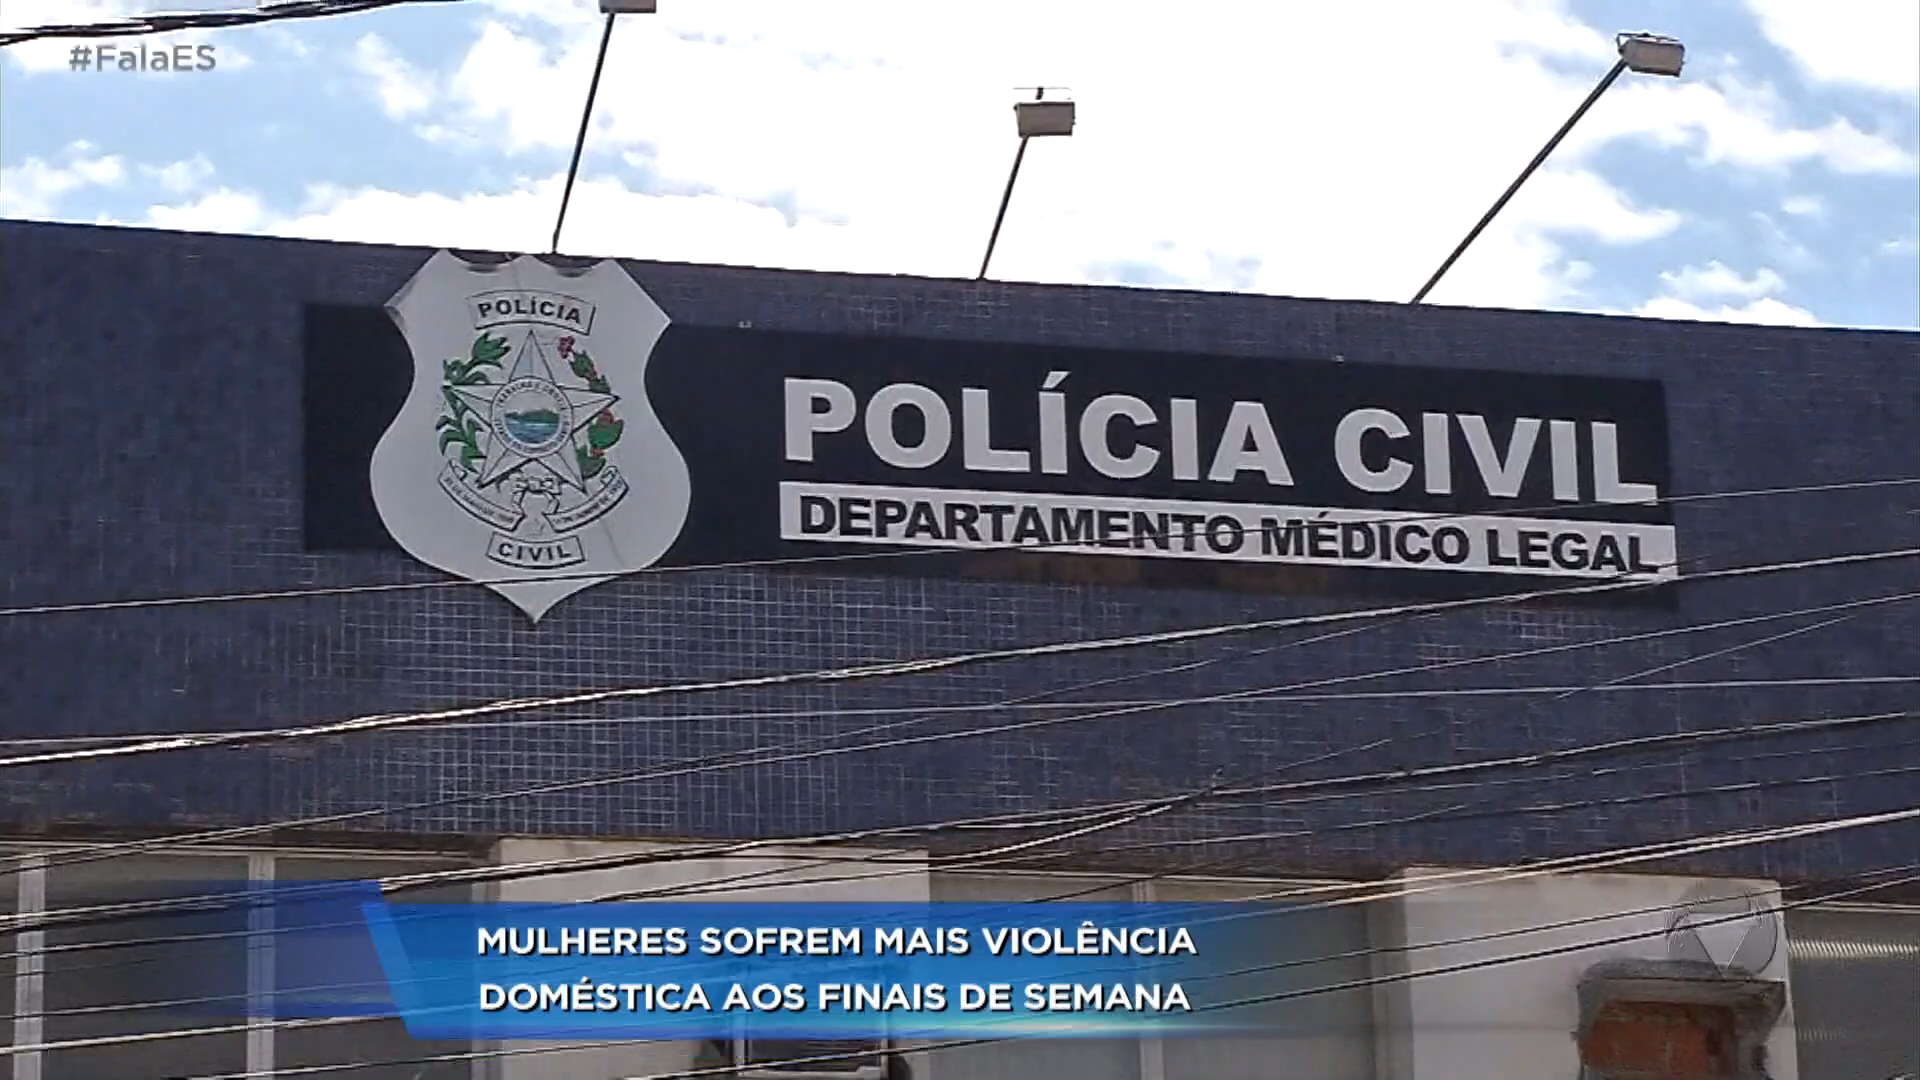 #FalaES
POLÍCIA
CIVIL
POLÍCIA CIVIL
DEPARTAMENTO MÉDICO LEGAL
MULHERES SOFREM MAIS VIOLÊNCIA
DOMÉSTICA AOS FINAIS DE SEMANA